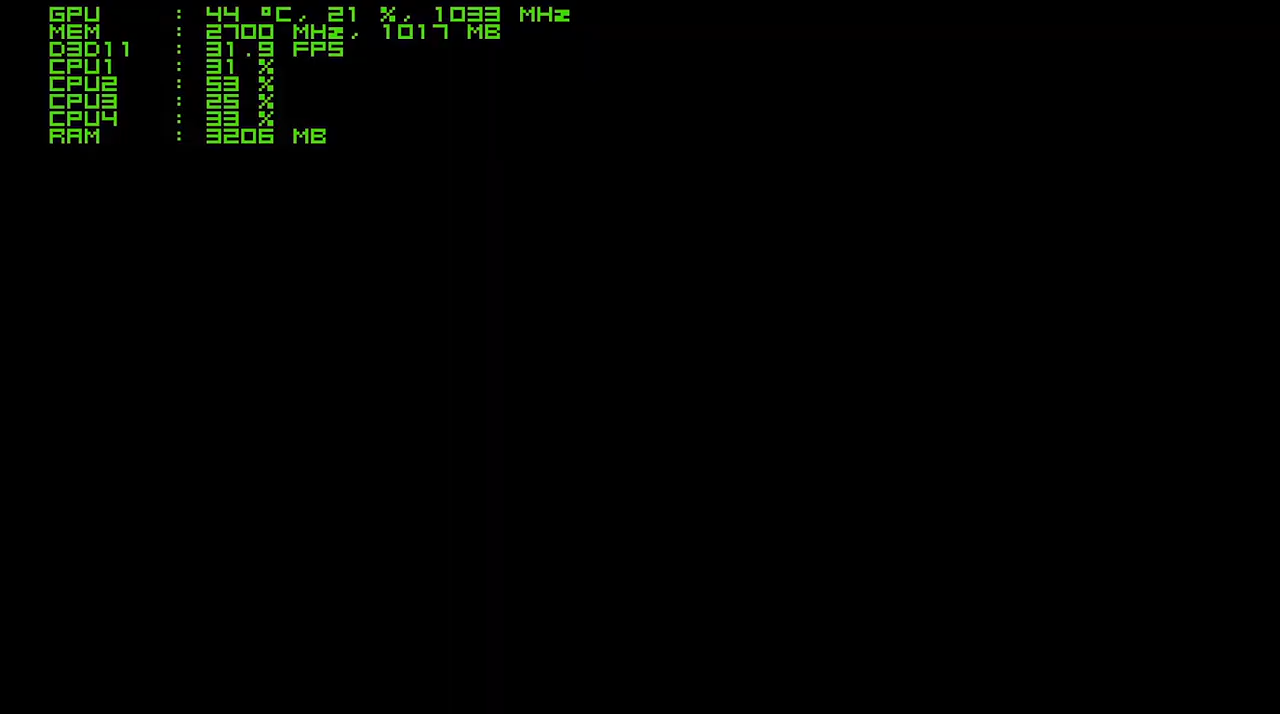 GPU : 44 °C, 21 %, 1033 MHz
MEM : 2700 MHz, 1017 MB
D3D11 : 31.9 FPS
CPU1 : 31 %
CPU2 : 53 %
CPU3 : 25 %
CPU4 : 33 %
RAM : 3206 MB